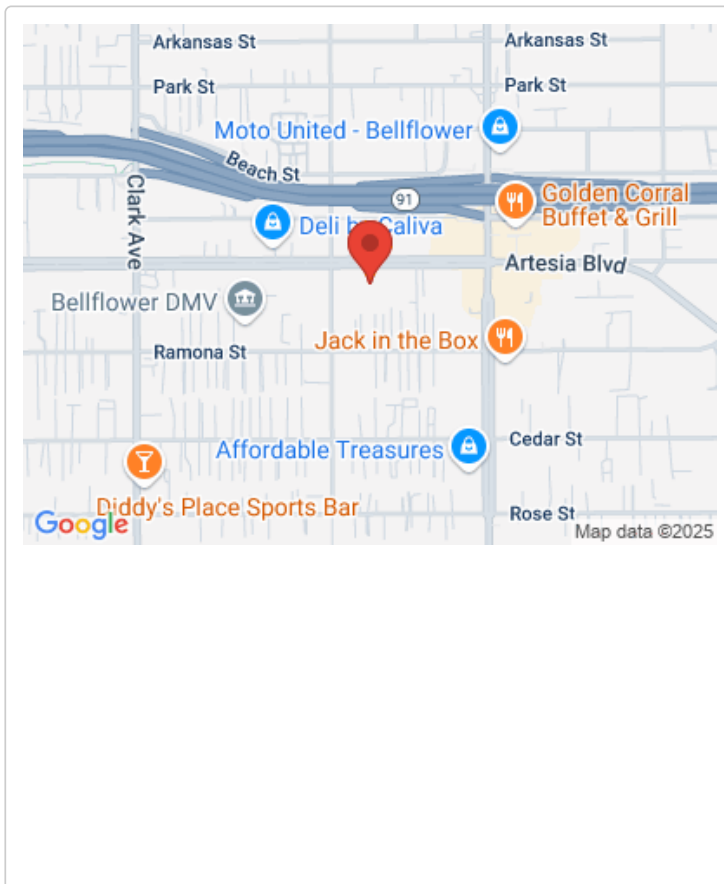 Arkansas St
Arkansas St
Park St
Park St
Moto United - Bellflower
Beach St
Clark Ave
91
Golden Corral
Buffet & Grill
Deli by Caliva
Artesia Blvd
Bellflower DMV
Jack in the Box
Ramona St
Cedar St
Affordable Treasures
Diddy's Place Sports Bar
Rose St
Google
Map data ©2025